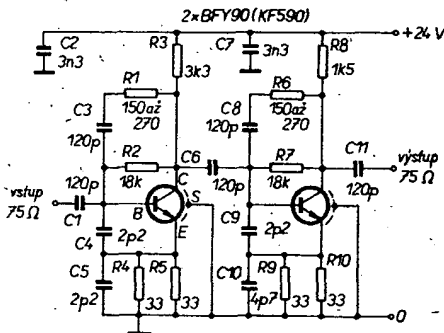 2×BFY90 (KF590)
C2
3n3
R3
3k3
C7
3n3
R8
1k5
+24 V
R1
150až
270
C3
120p
R6
150až
270
C8
120p
R2
18k
C6
120p
R7
18k
C11
120p
výstup
75 Ω
vstup
75 Ω
120p
C1
B
C
S
E
C4
2p2
C9
2p2
C5
2p2
R4
33
R5
33
C10
4p7
R9
33
R10
33
0